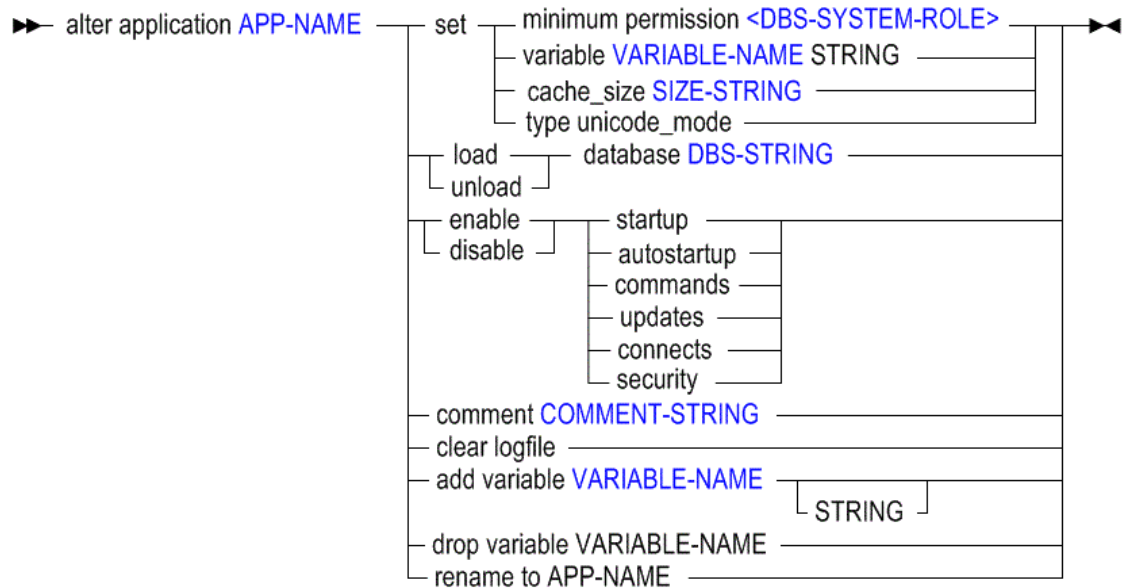 alter application APP-NAME set minimum permission <DBS-SYSTEM-ROLE>
variable VARIABLE-NAME STRING
cache_size SIZE-STRING
type unicode_mode
load database DBS-STRING
unload
enable startup
disable autostartup
commands
updates
connects
security
comment COMMENT-STRING
clear logfile
add variable VARIABLE-NAME
STRING
drop variable VARIABLE-NAME
rename to APP-NAME